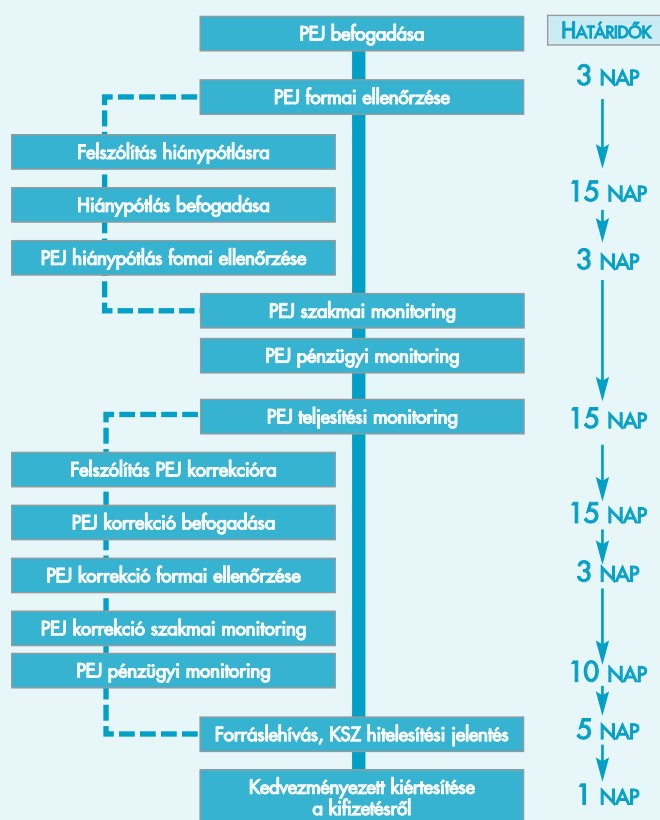 PEJ befogadása
HATÁRIDŐK
3 NAP
PEJ formai ellenőrzése
Felszólítás hiánypótlásra
15 NAP
Hiánypótlás befogadása
PEJ hiánypótlás fomai ellenőrzése
3 NAP
PEJ szakmai monitoring
PEJ pénzügyi monitoring
PEJ teljesítési monitoring
15 NAP
Felszólítás PEJ korrekcióra
PEJ korrekció befogadása
15 NAP
PEJ korrekció formai ellenőrzése
3 NAP
PEJ korrekció szakmai monitoring
PEJ pénzügyi monitoring
10 NAP
Forráslehívás, KSZ hitelesítési jelentés
5 NAP
Kedvezményezett kiértesítése
a kifizetésről
1 NAP